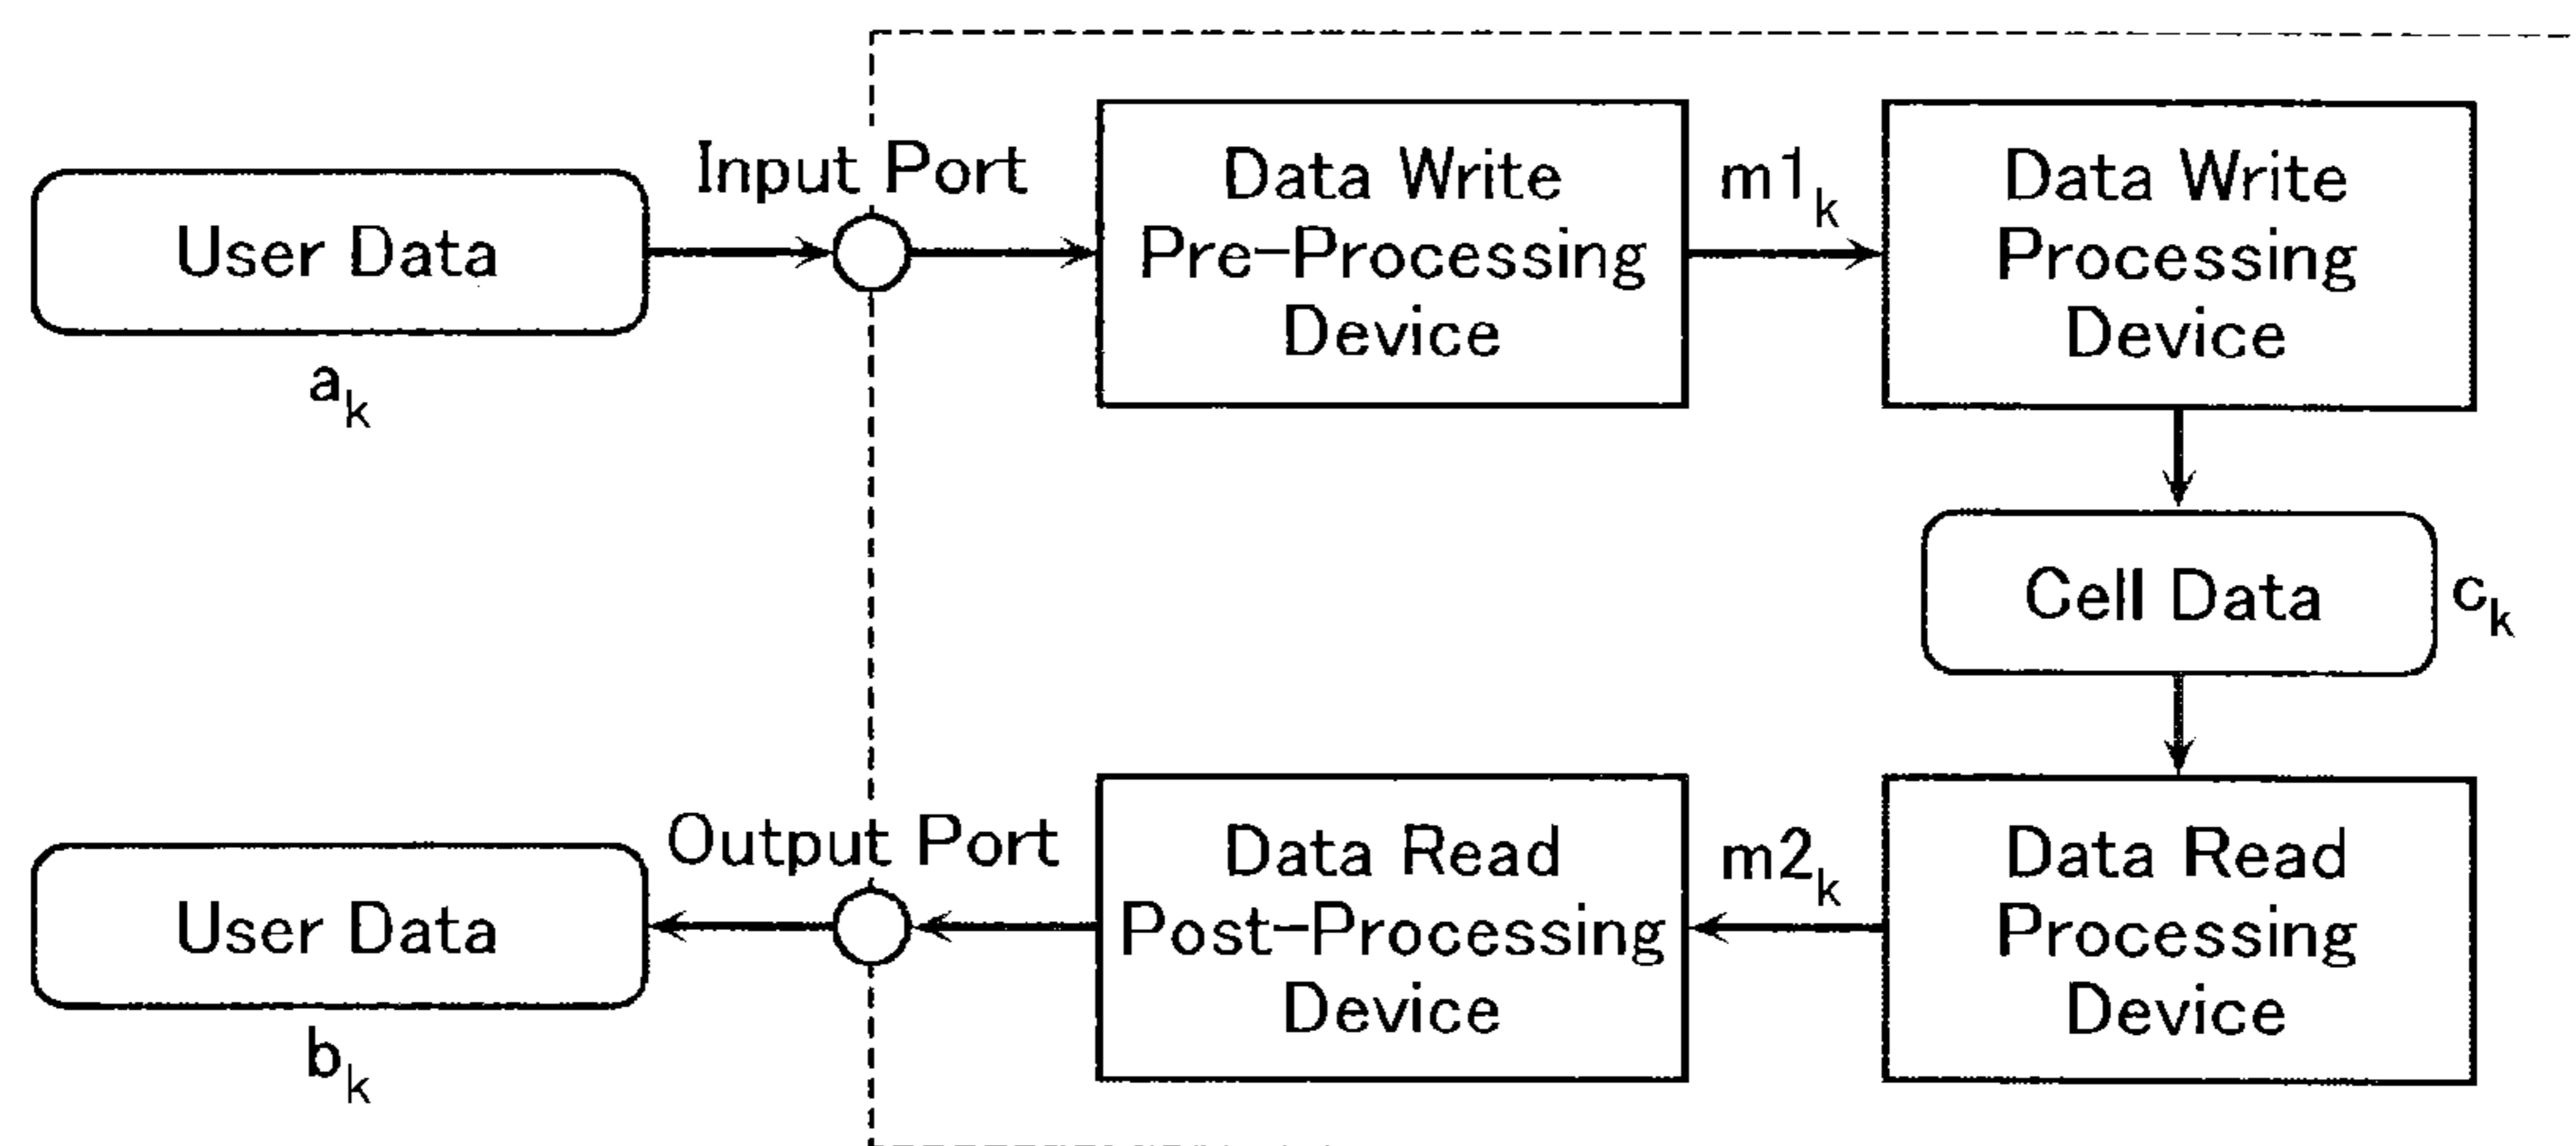 User Data
a_k
Input Port
Data Write
Pre-Processing
Device
m1_k
Data Write
Processing
Device
Cell Data
c_k
Data Read
Processing
Device
m2_k
Data Read
Post-Processing
Device
Output Port
User Data
b_k